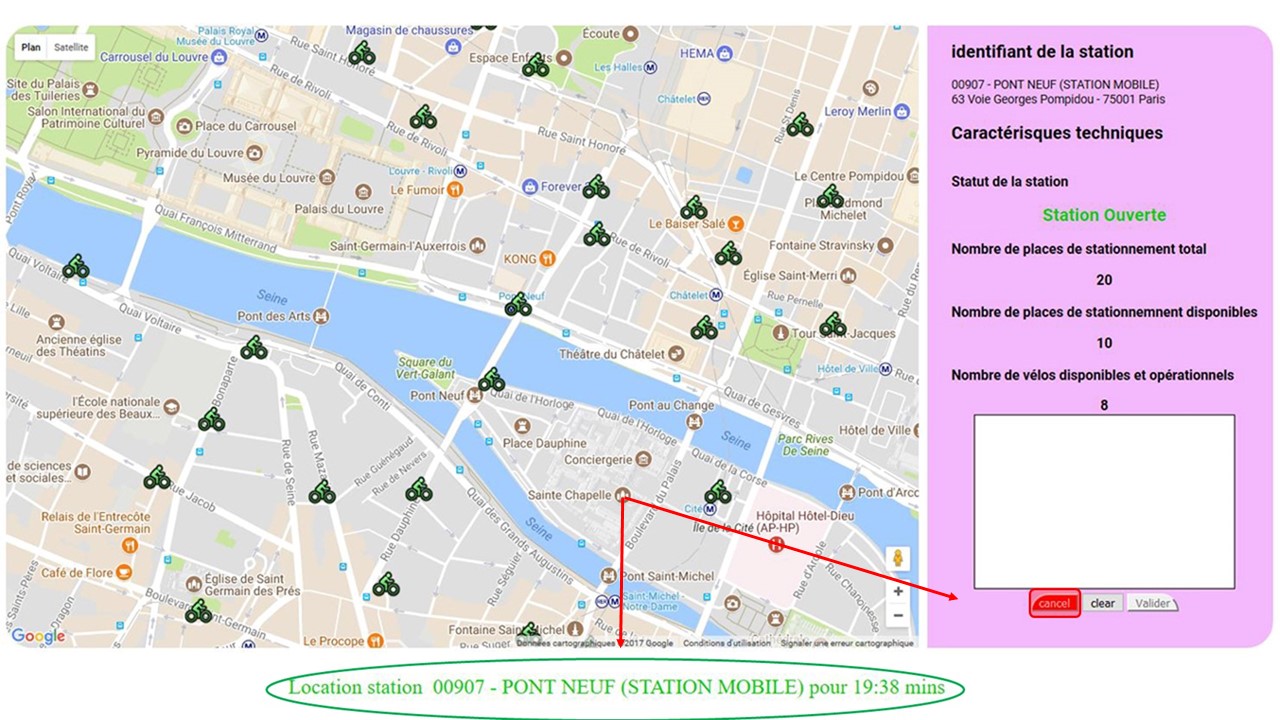 Plan Satellite
Palais Royal
Musée du Louvre
Magasin de chaussures
Carrousel du Louvre
Rue Saint-Honoré
Espace Enfants
Écoute
Les Halles
HEMA
Site du Palais
des Tuileries
Rue de Rivoli
Châtelet
Rue St Denis
Leroy Merlin
Salon International du
Patrimoine Culturel
Place du Carrousel
Rue de Rivoli
Rue Saint Honoré
Pyramide du Louvre
Musée du Louvre
Louvre - Rivoli
Le Fumoir
Forever
Le Centre Pompidou
Pont Royal
Palais du Louvre
Michelet
Quai François Mitterrand
Le Baiser Salé
Saint-Germain-l'Auxerrois
Rue de Rivoli
Fontaine Stravinsky
KONG
Quai Voltaire
Église Saint-Merri
Seine
Pont Neuf
Châtelet
Rue Pernelle
Rue du Re
Lille
Quai Voltaire
Pont des Arts
Ancienne église
des Théatins
Tour Saint-Jacques
Théâtre du Châtelet
Square du
Vert-Galant
Quai de Conti
Hôtel de Ville
Bonaparte
Pont Neuf
Quai de l'Horloge
Quai de Gesvres
l'École nationale
supérieure des Beaux...
Pont au Change
Quai de l'Horloge
Seine
Parc Rives
De Seine
Hôtel de Ville
Place Dauphine
Rue de Seine
Rue Guénégaud
Rue de Nevers
Conciergerie
Quai de la Corse
de sciences
et sociales...
Rue Jacob
Sainte Chapelle
Boulevard du Palais
Cité
Pont d'Arco
Relais de l'Entrecôte
Saint-Germain
Rue Dauphine
Quai des Grands Augustins
Seine
Hôpital Hôtel-Dieu
Île de la Cité (AP-HP)
Café de Flore
Église de Saint
Germain des Prés
Pont Saint-Michel
Rue d'Arcole
Rue Chanoinesse
Saint-Michel -
Notre-Dame
Rue Séguier
Boulevard
-Germain
Le Procope
Fontaine Saint-Michel
Google
Données cartographiques ©2017 Google Conditions d'utilisation Signaler une erreur cartographique
identifiant de la station
00907 - PONT NEUF (STATION MOBILE)
63 Voie Georges Pompidou - 75001 Paris
Caractérisques techniques
Statut de la station
Station Ouverte
Nombre de places de stationnement total
20
Nombre de places de stationnemnent disponibles
10
Nombre de vélos disponibles et opérationnels
8
cancel clear Valider
Location station 00907 - PONT NEUF (STATION MOBILE) pour 19:38 mins